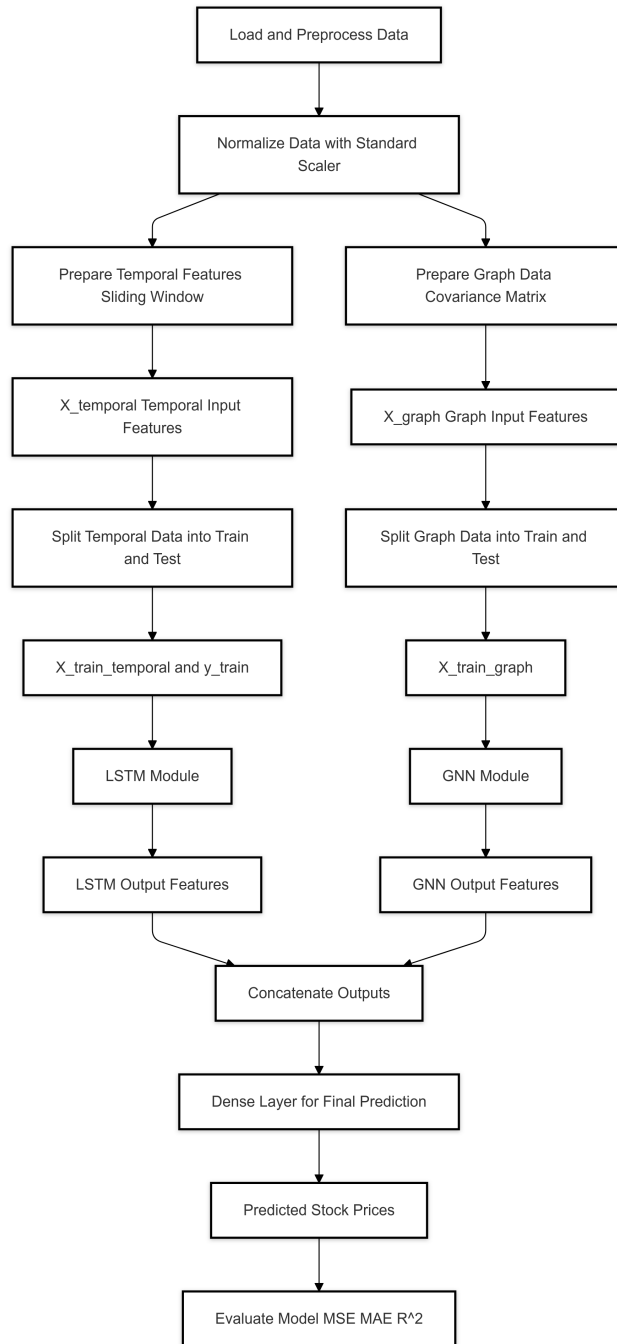 Load and Preprocess Data
Normalize Data with Standard
Scaler
Prepare Temporal Features
Sliding Window
Prepare Graph Data
Covariance Matrix
X_temporal Temporal Input
Features
X_graph Graph Input Features
Split Temporal Data into Train
and Test
Split Graph Data into Train and
Test
X_train_temporal and y_train
X_train_graph
LSTM Module
GNN Module
LSTM Output Features
GNN Output Features
Concatenate Outputs
Dense Layer for Final Prediction
Predicted Stock Prices
Evaluate Model MSE MAE R^2